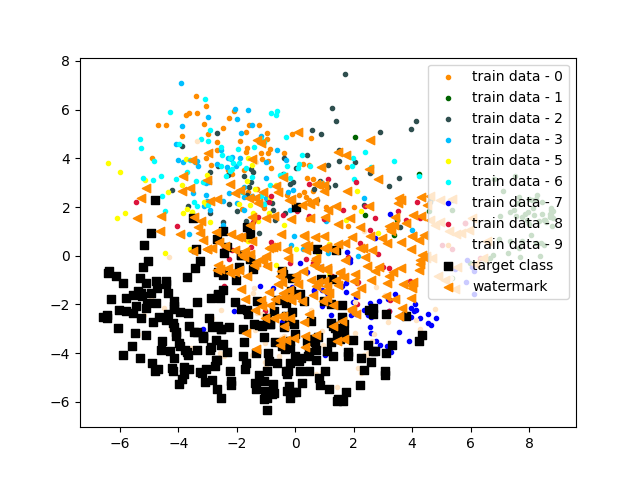 8
6
4
2
0
−2
−4
−6
−6 −4 −2 0 2 4 6 8
train data - 0
train data - 1
train data - 2
train data - 3
train data - 5
train data - 6
train data - 7
train data - 8
train data - 9
target class
watermark